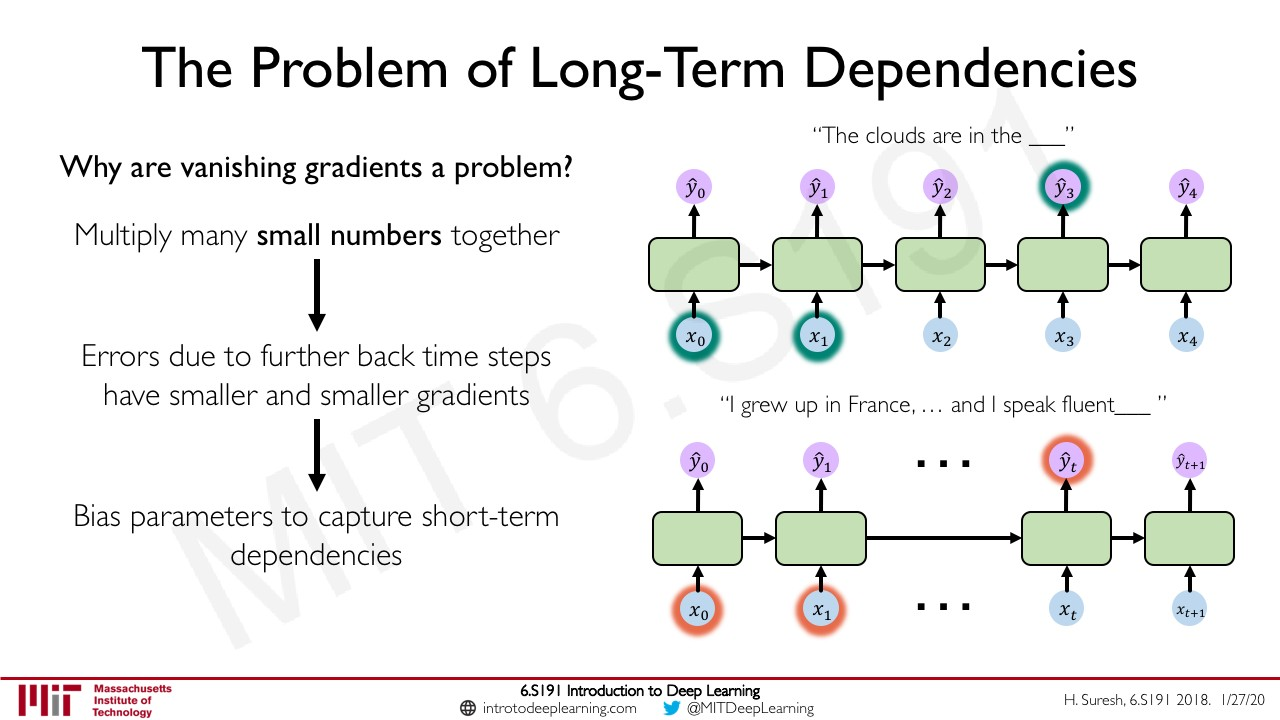 The Problem of Long-Term Dependencies
Why are vanishing gradients a problem?
Multiply many small numbers together
Errors due to further back time steps
have smaller and smaller gradients
Bias parameters to capture short-term
dependencies
“The clouds are in the ___”
ŷ₀ ŷ₁ ŷ₂ ŷ₃ ŷ₄
x₀ x₁ x₂ x₃ x₄
“I grew up in France, … and I speak fluent___ ”
ŷ₀ ŷ₁ ... ŷₜ ŷₜ₊₁
x₀ x₁ ... xₜ xₜ₊₁
MIT 6.S191
MIT
Massachusetts
Institute of
Technology
6.S191 Introduction to Deep Learning
introtodeeplearning.com @MITDeepLearning
H. Suresh, 6.S191 2018. 1/27/20